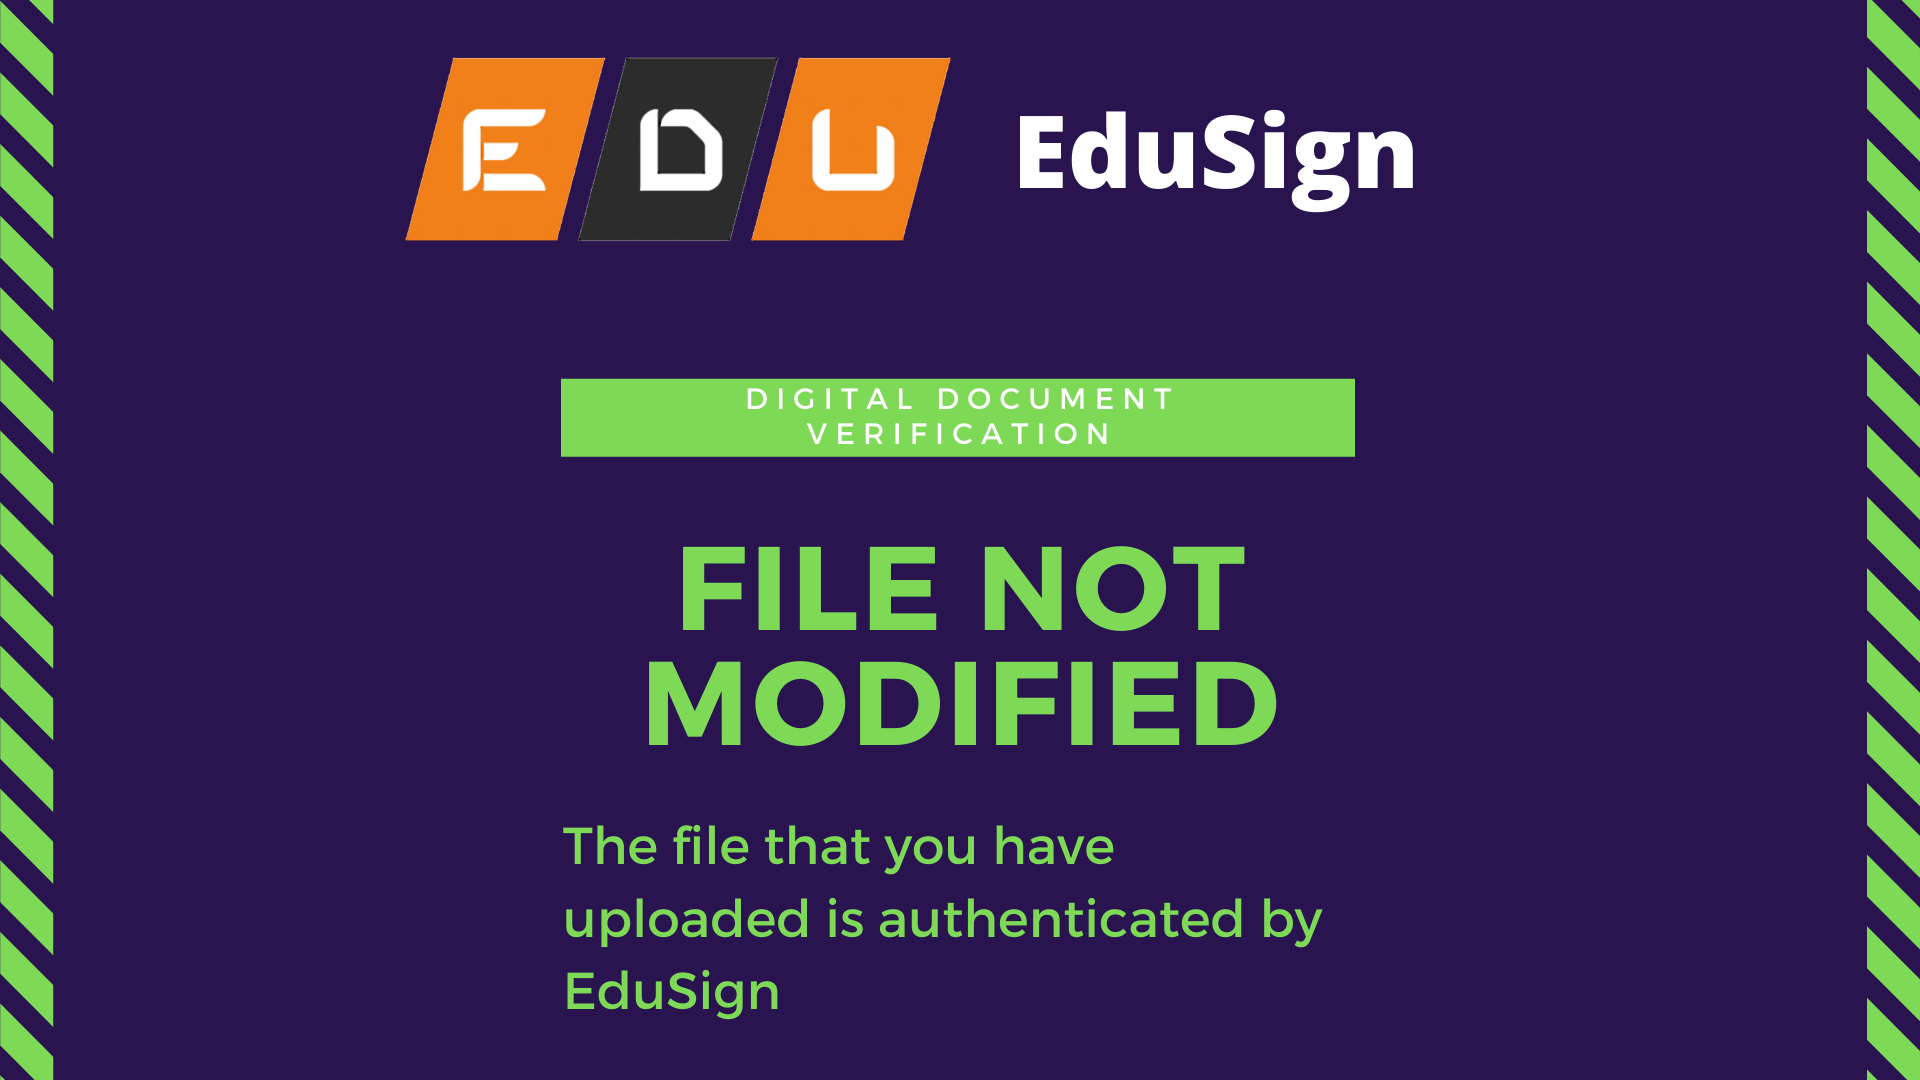 EDU EduSign
DIGITAL DOCUMENT
VERIFICATION
FILE NOT
MODIFIED
The file that you have
uploaded is authenticated by
EduSign